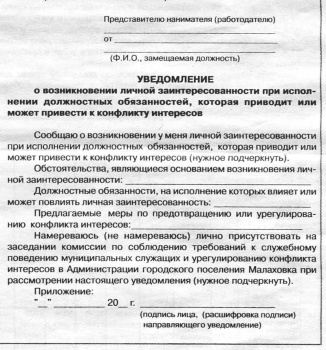 Представителю нанимателя (работодателю)
от
(Ф.И.О., замещаемая должность)
УВЕДОМЛЕНИЕ
о возникновении личной заинтересованности при испол-
нении должностных обязанностей, которая приводит или
может привести к конфликту интересов
Сообщаю о возникновении у меня личной заинтересованности
при исполнении должностных обязанностей, которая приводит или
может привести к конфликту интересов (нужное подчеркнуть).
Обстоятельства, являющиеся основанием возникновения лич-
ной заинтересованности:
Должностные обязанности, на исполнение которых влияет или
может повлиять личная заинтересованность:
Предлагаемые меры по предотвращению или урегулирова-
нию конфликта интересов:
Намереваюсь (не намереваюсь) лично присутствовать на
заседании комиссии по соблюдению требований к служебному
поведению муниципальных служащих и урегулированию конфликта
интересов в Администрации городского поселения Малаховка при
рассмотрении настоящего уведомления (нужное подчеркнуть).
Приложение:
"__" __________ 20__ г.
(подпись лица, (расшифровка подписи)
направляющего уведомление)